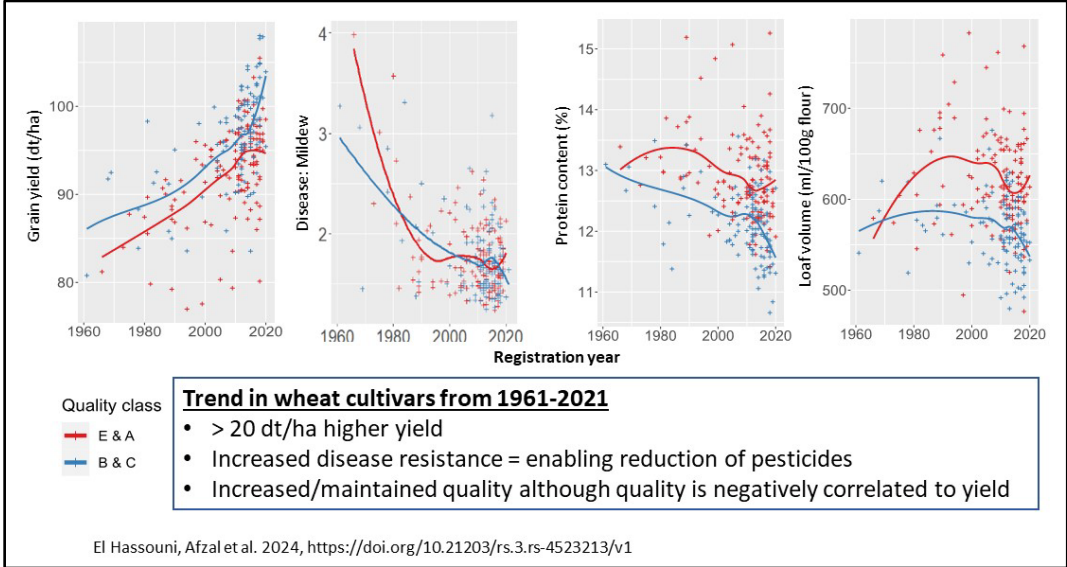 Grain yield (dt/ha)
100
90
80
1960
1980
2000
2020
Disease: Mildew
4
3
2
1960
1980
2000
2020
Protein content (%)
15
14
13
12
11
1960
1980
2000
2020
Loaf volume (ml/100g flour)
700
600
500
1960
1980
2000
2020
Registration year
Quality class
E & A
B & C
Trend in wheat cultivars from 1961-2021
• > 20 dt/ha higher yield
• Increased disease resistance = enabling reduction of pesticides
• Increased/maintained quality although quality is negatively correlated to yield
El Hassouni, Afzal et al. 2024, https://doi.org/10.21203/rs.3.rs-4523213/v1